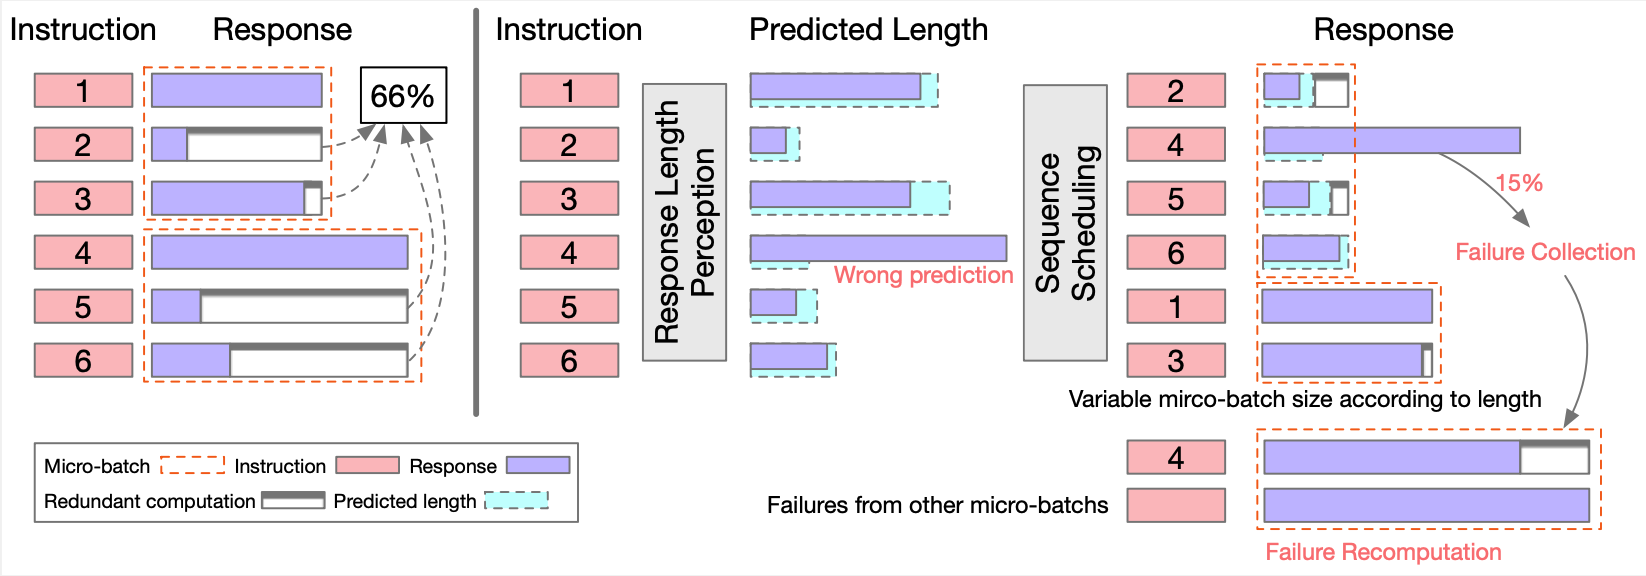 Instruction
Response
1
2
3
4
5
6
66%
Micro-batch
Instruction
Response
Redundant computation
Predicted length
Instruction
Predicted Length
Response
1
2
3
4
5
6
Response Length
Perception
Wrong prediction
Sequence
Scheduling
2
4
5
6
1
3
15%
Failure Collection
Variable mirco-batch size according to length
4
Failures from other micro-batchs
Failure Recomputation